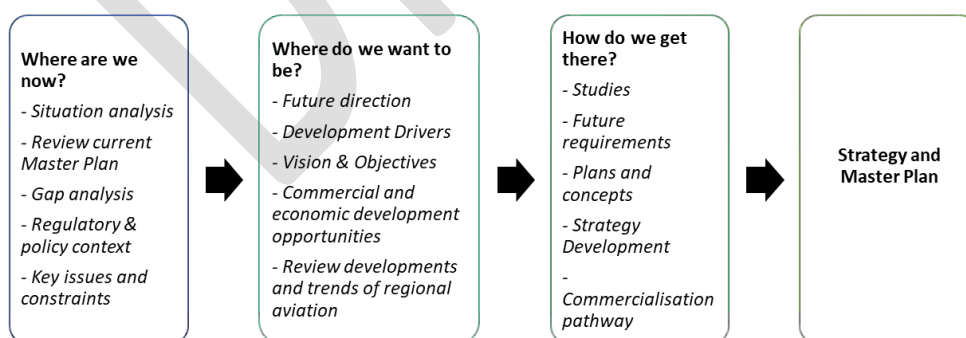 Where are we
now?
- Situation analysis
- Review current
Master Plan
- Gap analysis
- Regulatory &
policy context
- Key issues and
constraints
Where do we want to
be?
- Future direction
- Development Drivers
- Vision & Objectives
- Commercial and
economic development
opportunities
- Review developments
and trends of regional
aviation
How do we get
there?
- Studies
- Future
requirements
- Plans and
concepts
- Strategy
Development
-
Commercialisation
pathway
Strategy and
Master Plan